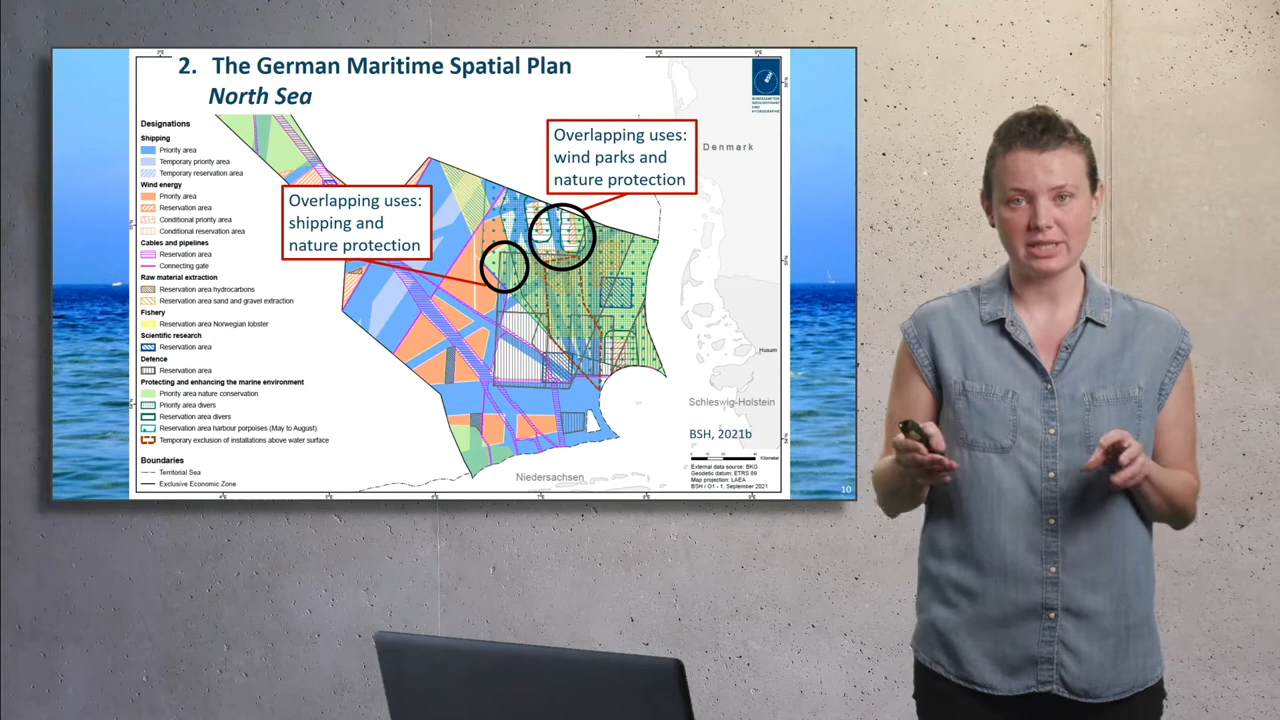 2. The German Maritime Spatial Plan
North Sea
Designations
Shipping
Priority area
Temporary priority area
Temporary reservation area
Wind energy
Priority area
Reservation area
Conditional priority area
Conditional reservation area
Cables and pipelines
Reservation area
Connecting gate
Raw material extraction
Reservation area hydrocarbons
Reservation area sand and gravel extraction
Fishery
Reservation area Norwegian lobster
Scientific research
Reservation area
Defence
Reservation area
Protecting and enhancing the marine environment
Priority area nature conservation
Priority area divers
Reservation area divers
Reservation area harbour porpoises (May to August)
Temporary exclusion of installations above water surface
Boundaries
Territorial Sea
Exclusive Economic Zone
Overlapping uses:
shipping and
nature protection
Overlapping uses:
wind parks and
nature protection
BSH
Denmark
Husum
Schleswig-Holstein
BSH, 2021b
Niedersachsen
External data source: BKG
Geodetic datum: ETRS 89
Map projection: LAEA
BSH / O1 - 1. September 2021
10